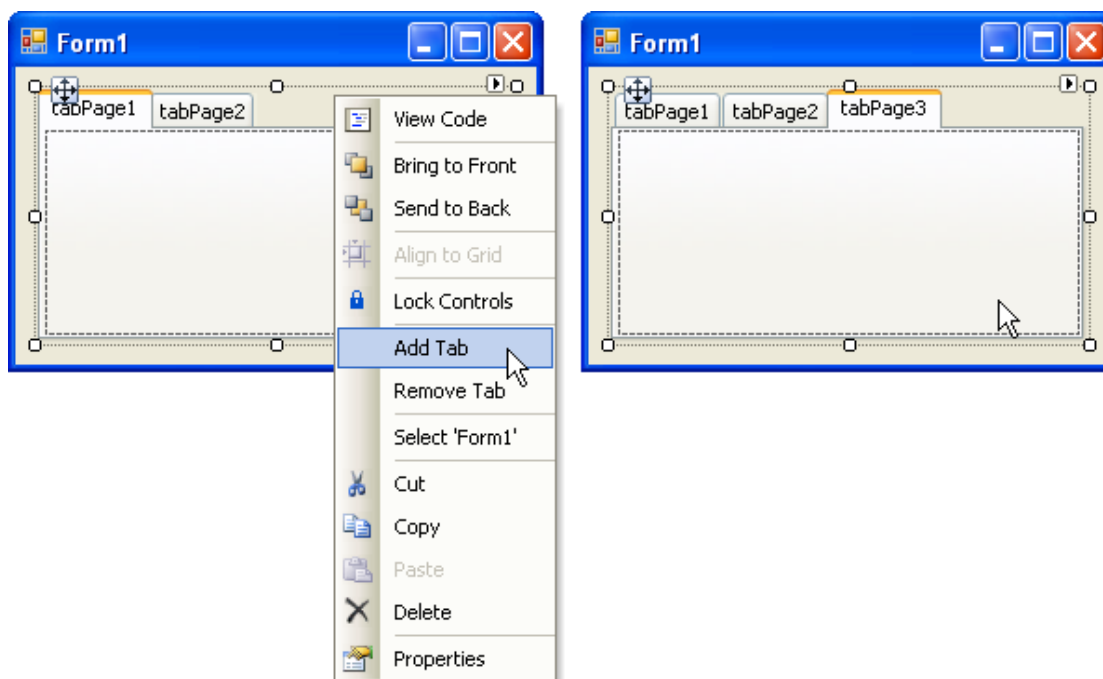 Form1
tabPage1 tabPage2
View Code
Bring to Front
Send to Back
Align to Grid
Lock Controls
Add Tab
Remove Tab
Select 'Form1'
Cut
Copy
Paste
Delete
Properties
Form1
tabPage1 tabPage2 tabPage3